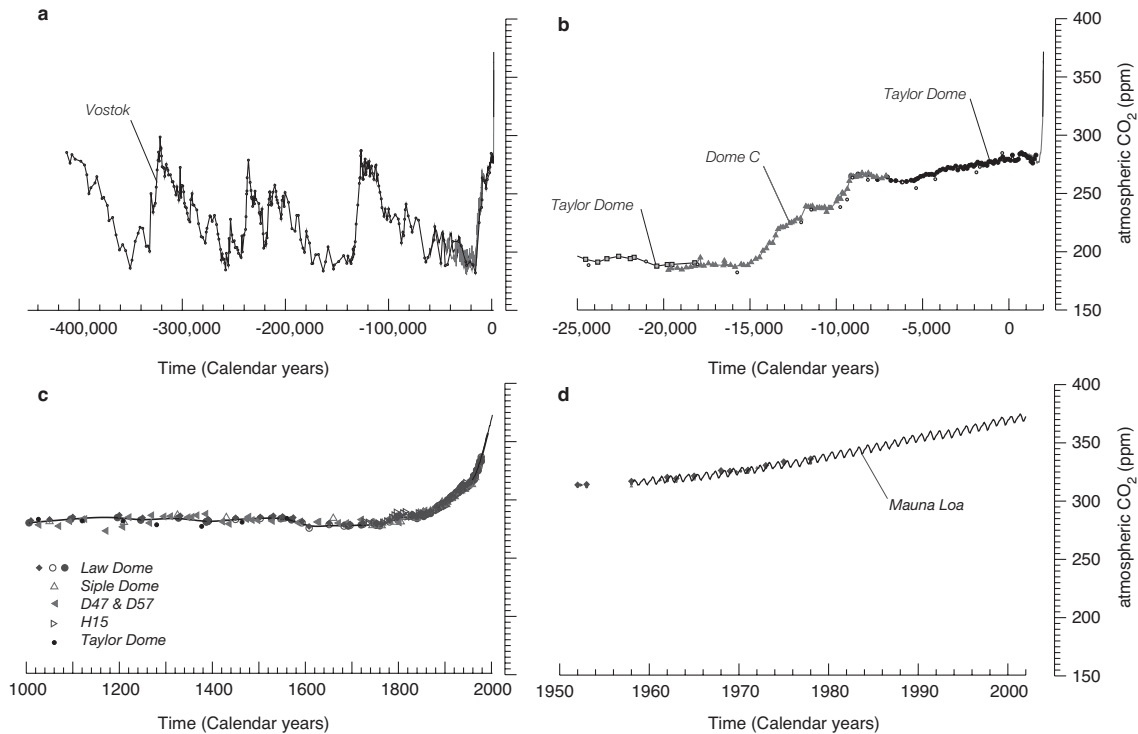 a
Vostok
-400,000 -300,000 -200,000 -100,000 0
Time (Calendar years)
b
Taylor Dome
Dome C
Taylor Dome
400
350
300
250
200
150
atmospheric CO2 (ppm)
-25,000 -20,000 -15,000 -10,000 -5,000 0
Time (Calendar years)
c
Law Dome
Siple Dome
D47 & D57
H15
Taylor Dome
1000 1200 1400 1600 1800 2000
Time (Calendar years)
d
Mauna Loa
400
350
300
250
200
150
atmospheric CO2 (ppm)
1950 1960 1970 1980 1990 2000
Time (Calendar years)